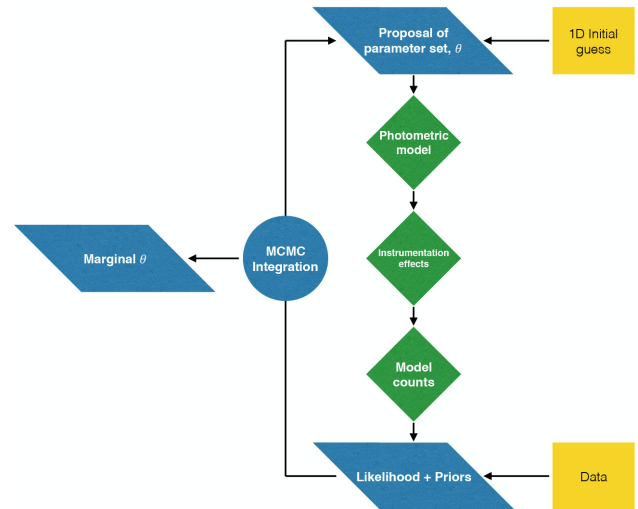 Proposal of
parameter set, θ
1D Initial
guess
Photometric
model
Instrumentation
effects
MCMC
Integration
Marginal θ
Model
counts
Likelihood + Priors
Data